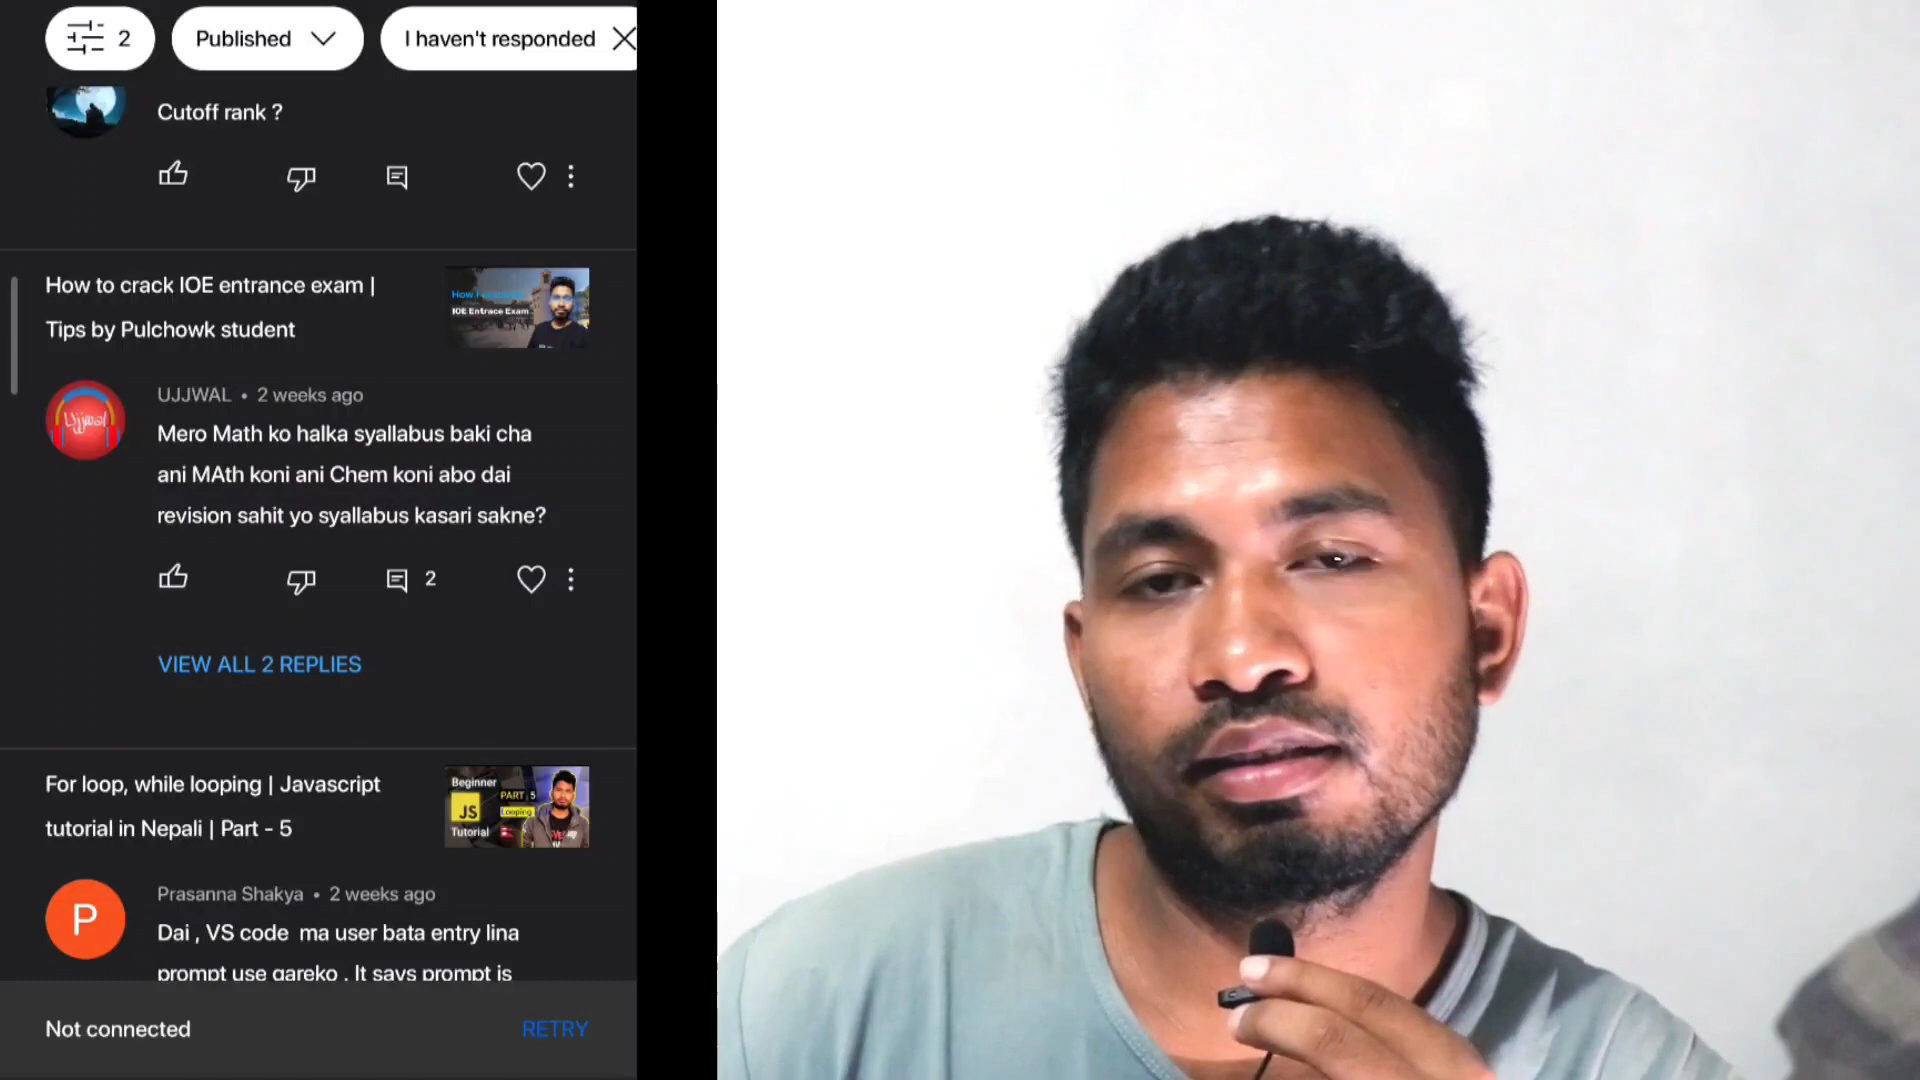 2
Published
I haven't responded
Cutoff rank ?
How to crack IOE entrance exam |
Tips by Pulchowk student
IOE Entrace Exam
UJJWAL • 2 weeks ago
Ujjwal
Mero Math ko halka syallabus baki cha
ani MAth koni ani Chem koni abo dai
revision sahit yo syallabus kasari sakne?
2
VIEW ALL 2 REPLIES
For loop, while looping | Javascript
tutorial in Nepali | Part - 5
Beginner
PART 5
JS
Looping
Tutorial
Prasanna Shakya • 2 weeks ago
P
Dai , VS code ma user bata entry lina
prompt use gareko . It says prompt is
Not connected
RETRY